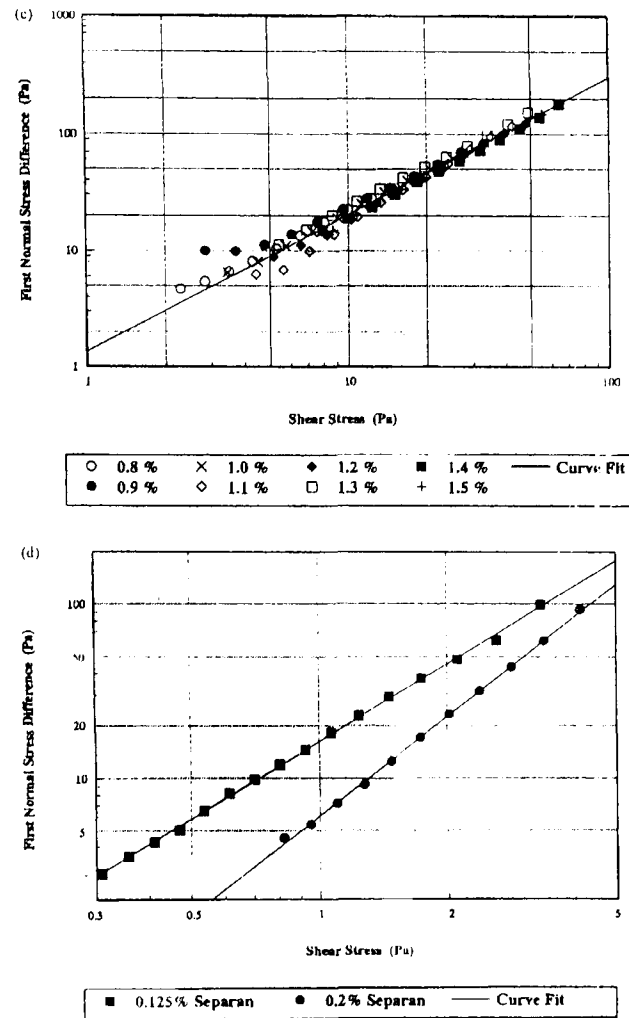 (c)
1000
100
10
1
First Normal Stress Difference (Pa)
1 10 100
Shear Stress (Pa)
0.8 % 1.0 % 1.2 % 1.4 % Curve Fit
0.9 % 1.1 % 1.3 % 1.5 %
(d)
100
50
20
10
5
First Normal Stress Difference (Pa)
0.3 0.5 1 2 5
Shear Stress (Pa)
0.125% Separan 0.2% Separan Curve Fit